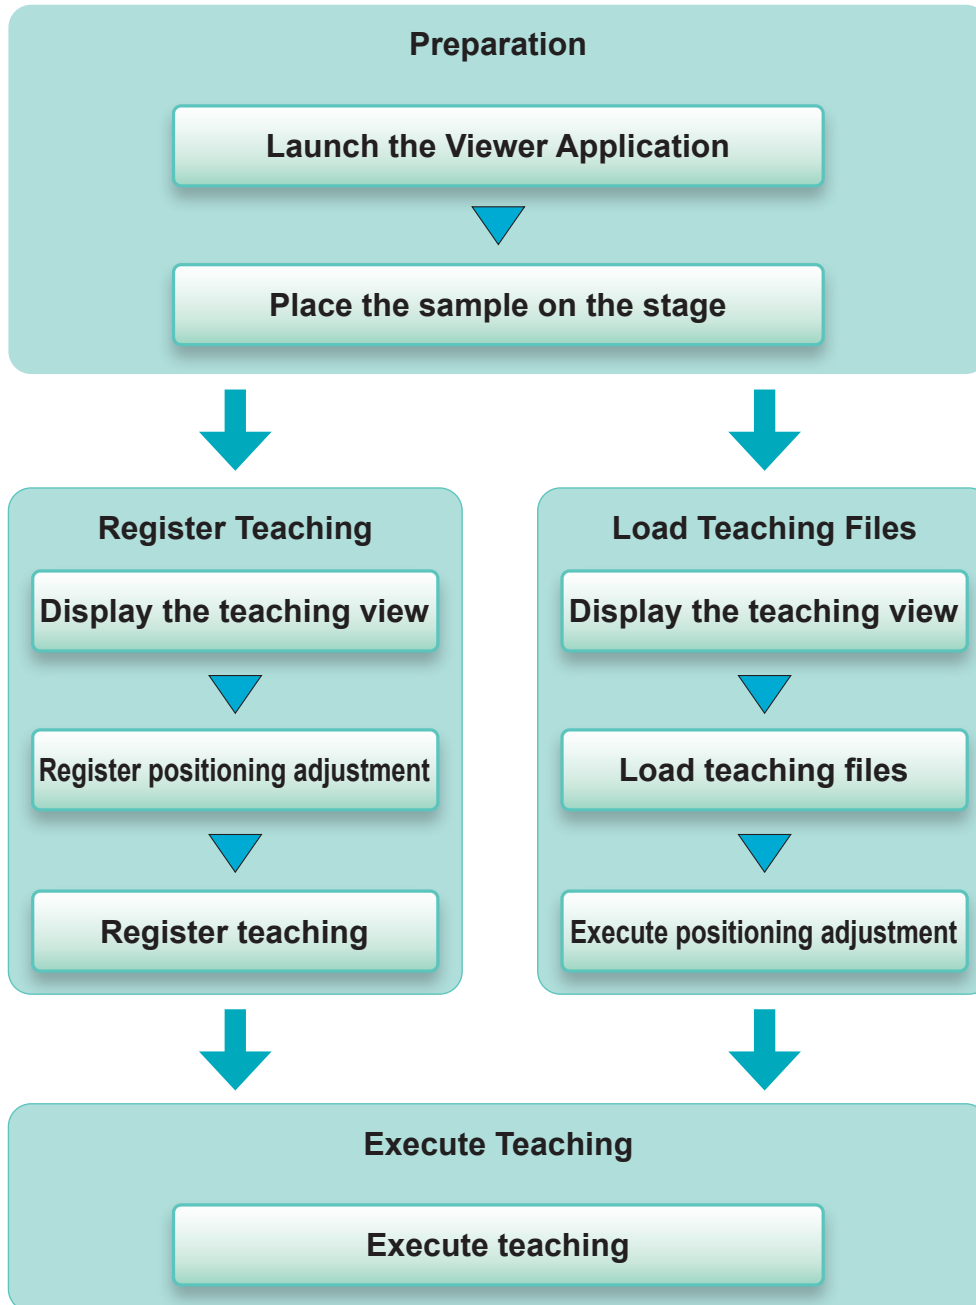 Preparation
Launch the Viewer Application
Place the sample on the stage
Register Teaching
Display the teaching view
Register positioning adjustment
Register teaching
Load Teaching Files
Display the teaching view
Load teaching files
Execute positioning adjustment
Execute Teaching
Execute teaching